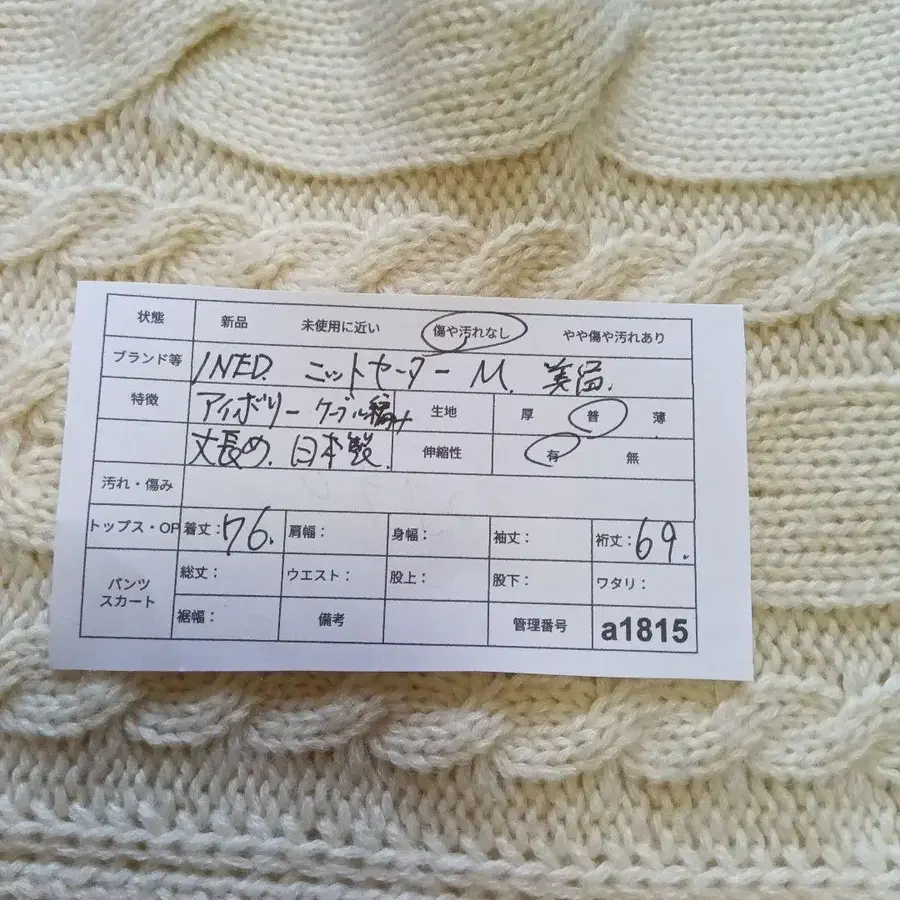 状態 新品 未使用に近い 傷や汚れなし やや傷や汚れあり
ブランド等 INED. ニットセーター M. 美品.
特徴 アイボリー ケーブル編み 生地 厚 普 薄
丈長め. 日本製. 伸縮性 有 無
汚れ・傷み
トップス・OP 着丈:76. 肩幅: 身幅: 袖丈: 裄丈:69.
パンツ スカート 総丈: ウエスト: 股上: 股下: ワタリ:
裾幅: 備考 管理番号 a1815